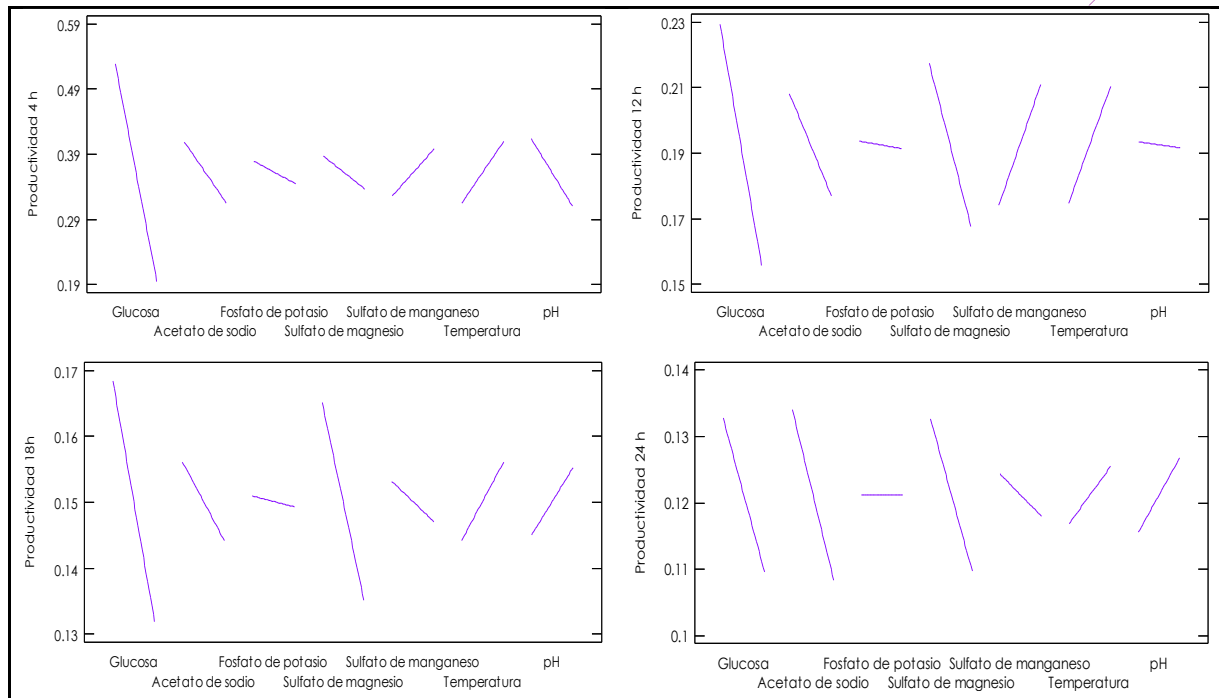 Productividad 4 h
0.59
0.49
0.39
0.29
0.19
Glucosa Fosfato de potasio Sulfato de manganeso pH
Acetato de sodio Sulfato de magnesio Temperatura
Productividad 12 h
0.23
0.21
0.19
0.17
0.15
Glucosa Fosfato de potasio Sulfato de manganeso pH
Acetato de sodio Sulfato de magnesio Temperatura
Productividad 18h
0.17
0.16
0.15
0.14
0.13
Glucosa Fosfato de potasio Sulfato de manganeso pH
Acetato de sodio Sulfato de magnesio Temperatura
Productividad 24 h
0.14
0.13
0.12
0.11
0.1
Glucosa Fosfato de potasio Sulfato de manganeso pH
Acetato de sodio Sulfato de magnesio Temperatura